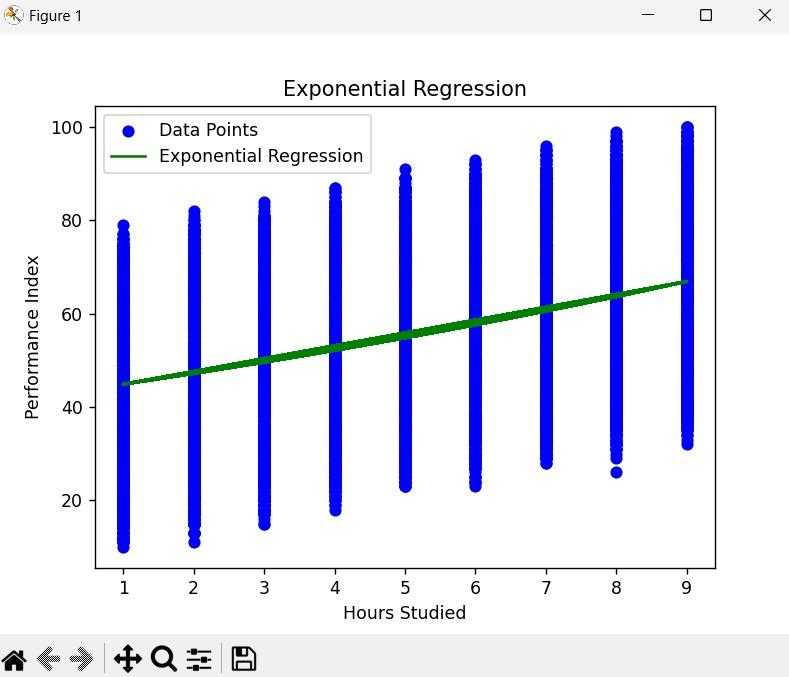 Figure 1
Exponential Regression
Data Points
Exponential Regression
100
80
60
40
20
Performance Index
1 2 3 4 5 6 7 8 9
Hours Studied